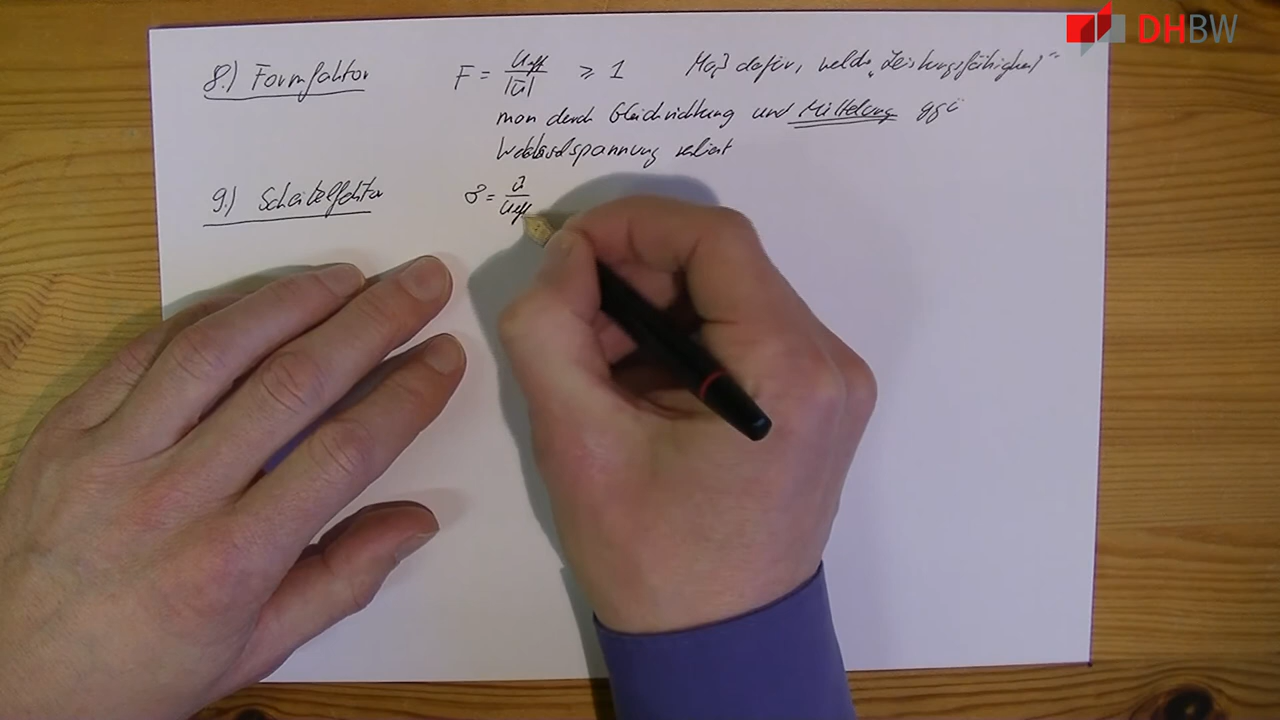 DHBW
8.) Formfaktor F = Ueff / |ū| ≥ 1 Maß dafür, welche „Leistungsfähigkeit“
man durch Gleichrichtung und Mittelung ggü
Wechselspannung verliert
9.) Scheitelfaktor σ = û / Ueff